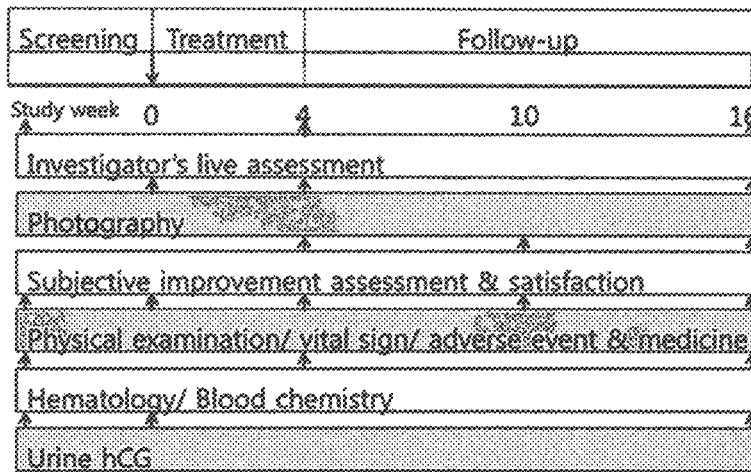 Screening Treatment Follow-up
Study week 0 4 10 16
Investigator's live assessment
Photography
Subjective improvement assessment & satisfaction
Physical examination/ vital sign/ adverse event & medicine
Hematology/ Blood chemistry
Urine hCG